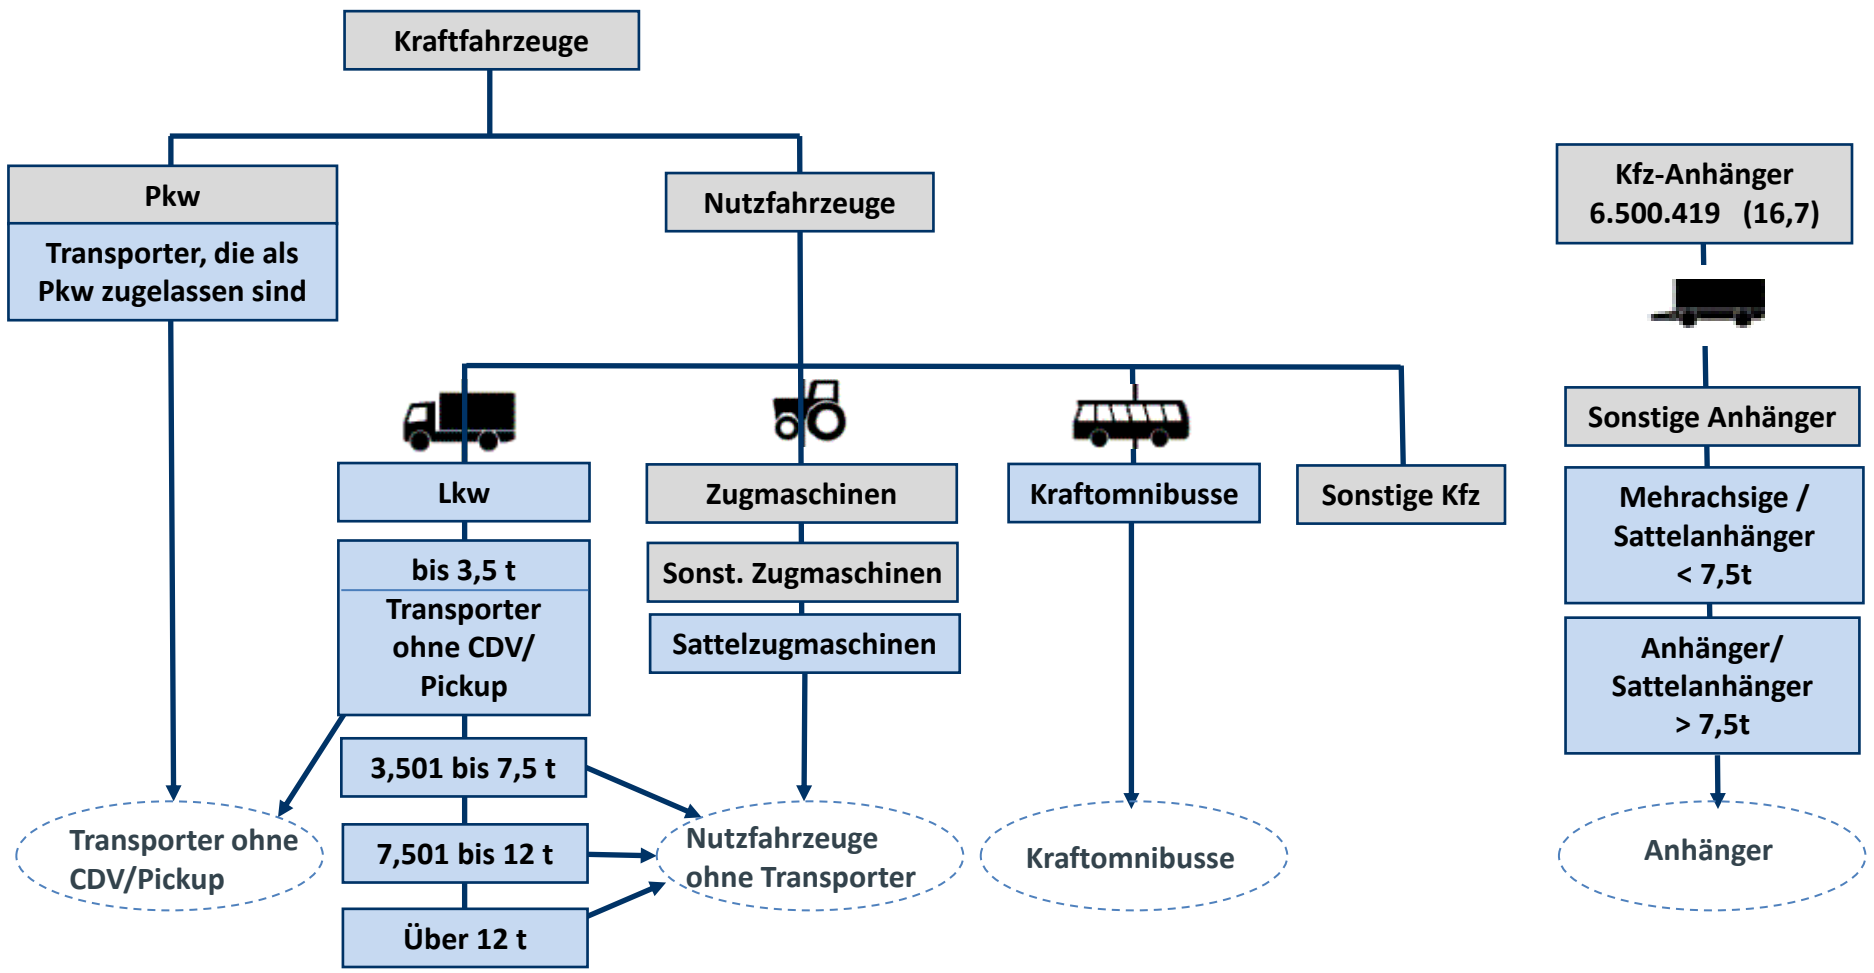 Kraftfahrzeuge
Pkw
Transporter, die als
Pkw zugelassen sind
Nutzfahrzeuge
Kfz-Anhänger
6.500.419 (16,7)
Lkw
bis 3,5 t
Transporter
ohne CDV/
Pickup
3,501 bis 7,5 t
7,501 bis 12 t
Über 12 t
Zugmaschinen
Sonst. Zugmaschinen
Sattelzugmaschinen
Kraftomnibusse
Sonstige Kfz
Sonstige Anhänger
Mehrachsige /
Sattelanhänger
< 7,5t
Anhänger/
Sattelanhänger
> 7,5t
Transporter ohne
CDV/Pickup
Nutzfahrzeuge
ohne Transporter
Kraftomnibusse
Anhänger